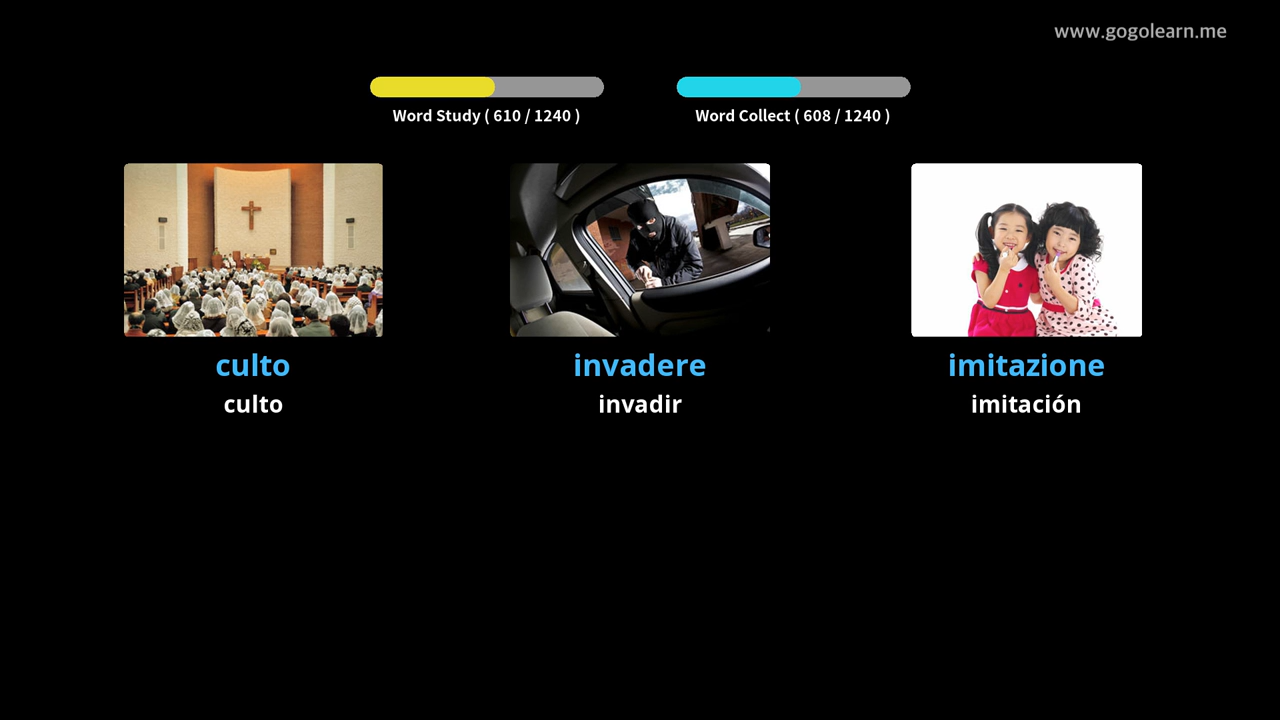 www.gogolearn.me
Word Study ( 610 / 1240 )
Word Collect ( 608 / 1240 )
culto
culto
invadere
invadir
imitazione
imitación